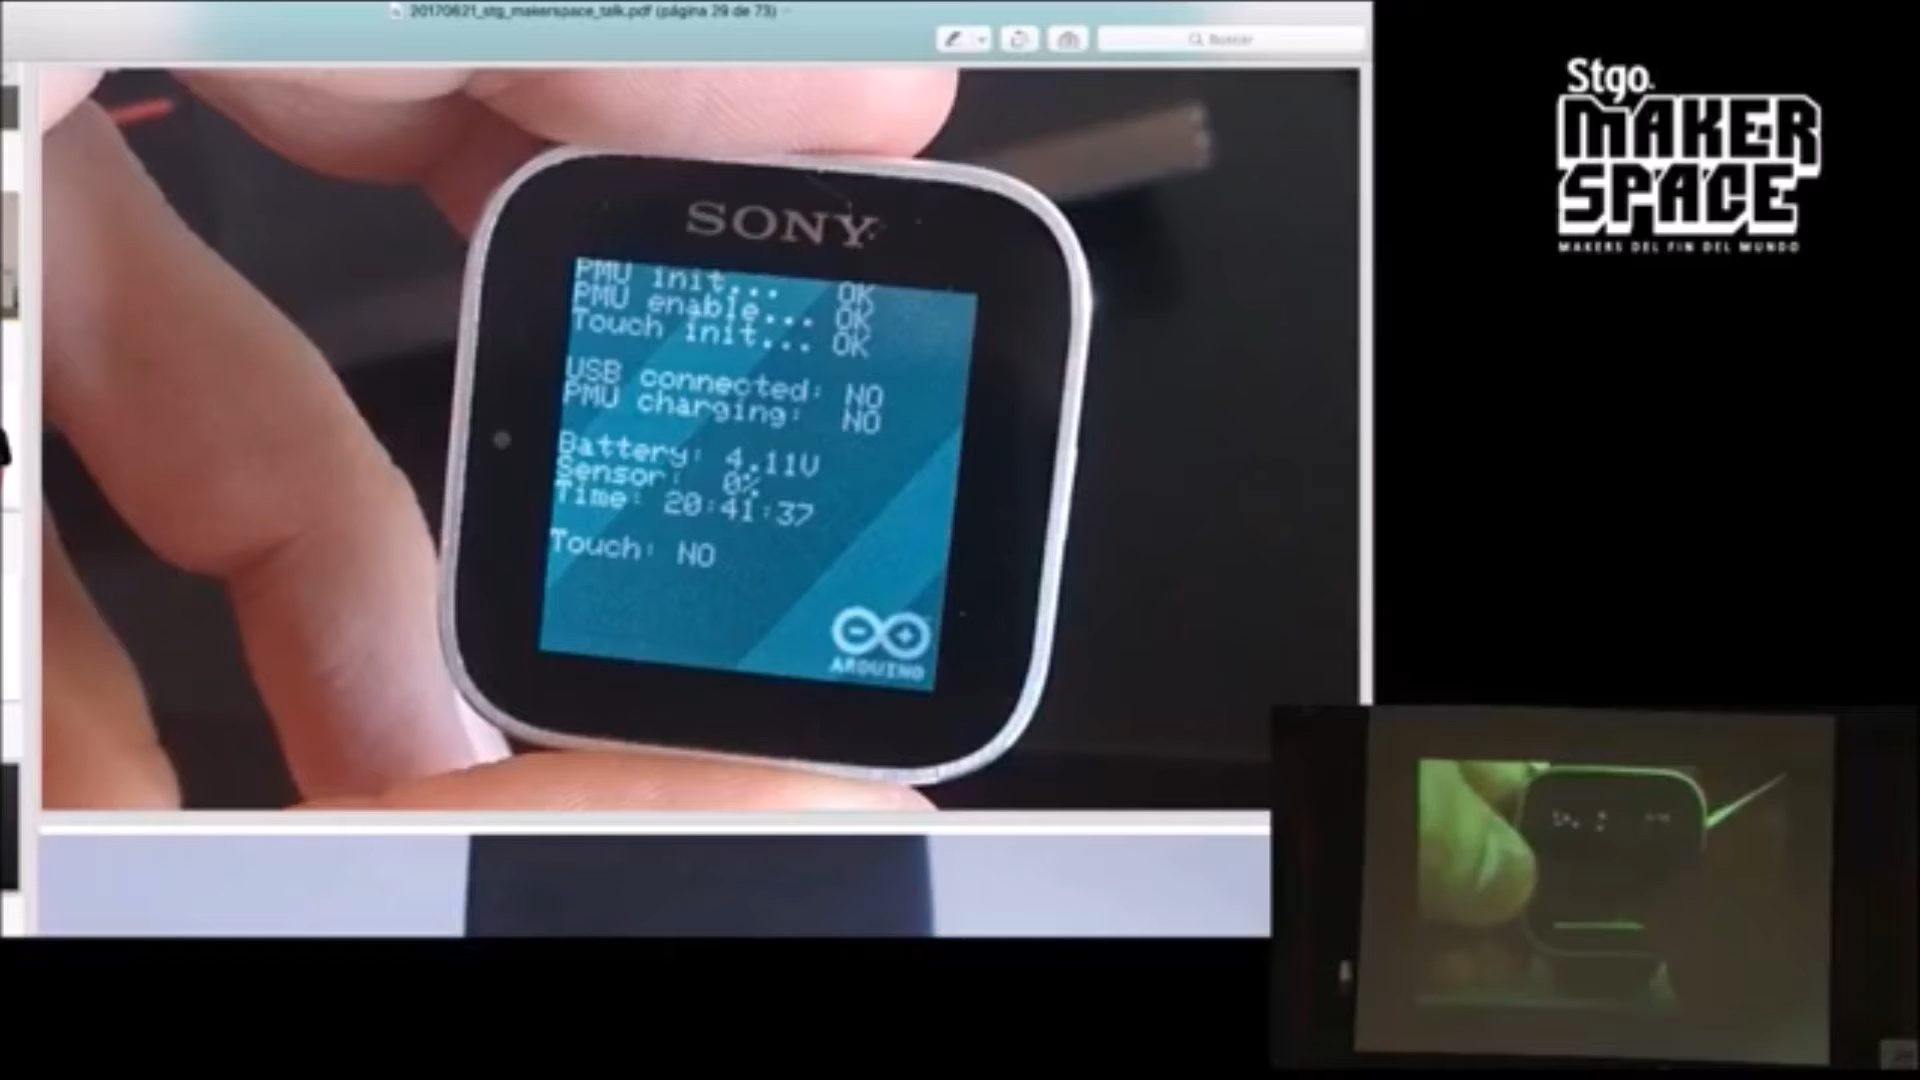 20170621_stg_makerspace_talk.pdf (página 29 de 73)
Buscar
Stgo.
MAKER
SPACE
MAKERS DEL FIN DEL MUNDO
SONY
PMU init... OK
PMU enable... OK
Touch init... OK
USB connected: NO
PMU charging: NO
Battery: 4.11V
Sensor: 0%
Time: 20:41:37
Touch: NO
ARDUINO